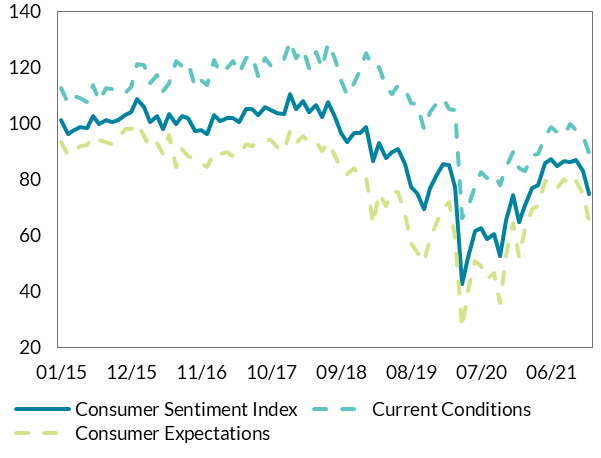 140
120
100
80
60
40
20
01/15 12/15 11/16 10/17 09/18 08/19 07/20 06/21
Consumer Sentiment Index Current Conditions
Consumer Expectations